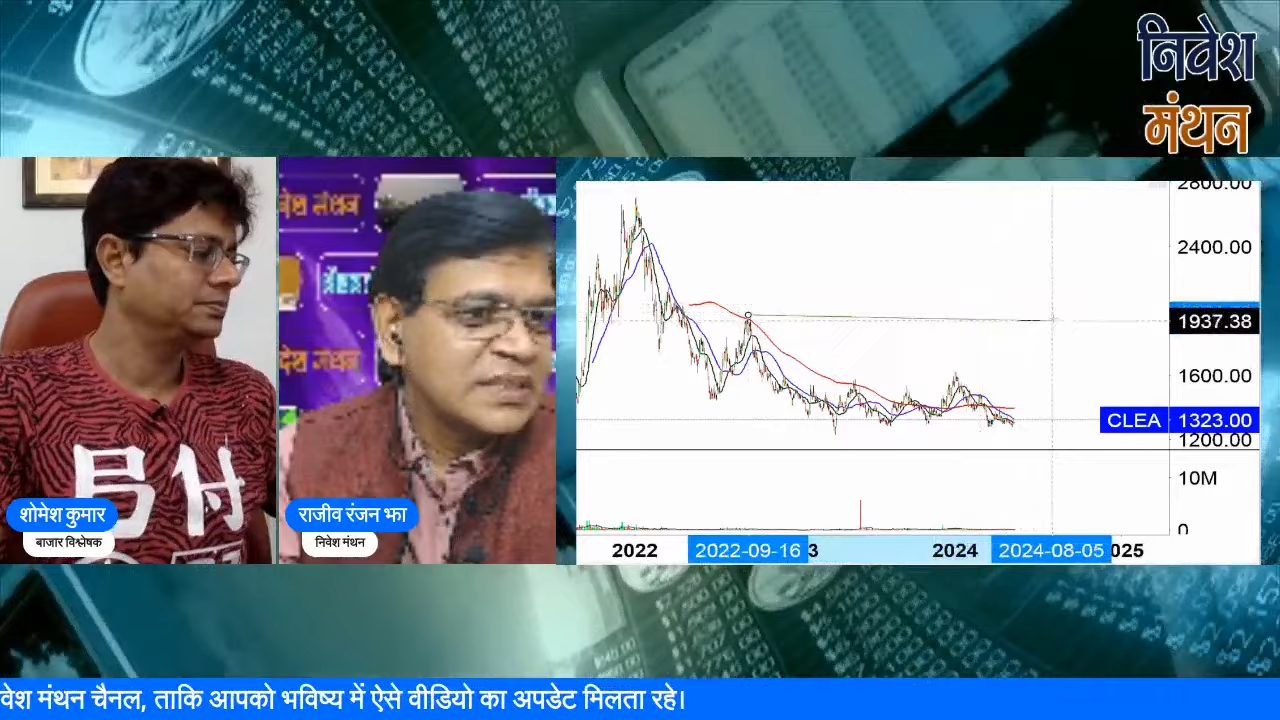 निवेश
मंथन
शोमेश कुमार
बाजार विश्लेषक
राजीव रंजन झा
निवेश मंथन
2800.00
2400.00
1937.38
1600.00
CLEA 1323.00
1200.00
10M
0
2022 2022-09-16 3 2024 2024-08-05 025
वेश मंथन चैनल, ताकि आपको भविष्य में ऐसे वीडियो का अपडेट मिलता रहे।